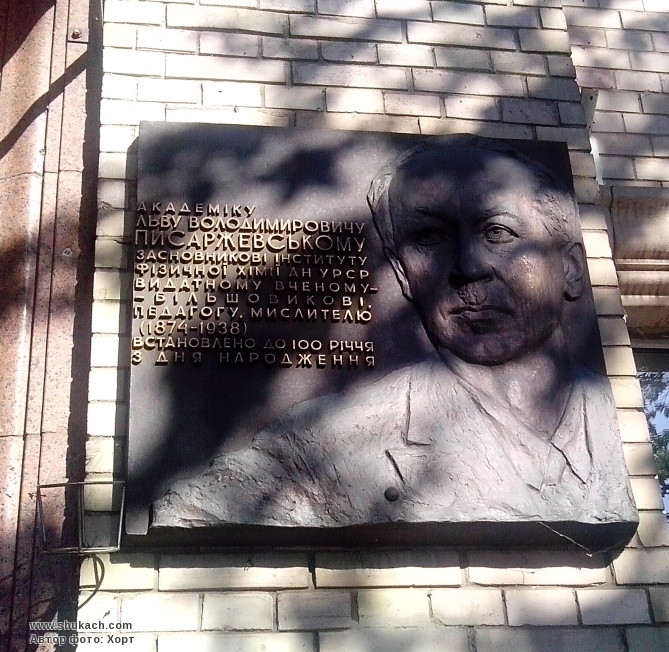 АКАДЕМІКУ
ЛЬВУ ВОЛОДИМИРОВИЧУ
ПИСАРЖЕВСЬКОМУ
ЗАСНОВНИКОВІ ІНСТИТУТУ
ФІЗИЧНОЇ ХІМІЇ АН УРСР
ВИДАТНОМУ ВЧЕНОМУ–
–БІЛЬШОВИКОВІ,
ПЕДАГОГУ, МИСЛИТЕЛЮ
(1874-1938)
ВСТАНОВЛЕНО ДО 100 РІЧЧЯ
З ДНЯ НАРОДЖЕННЯ
www.shukach.com
Автор фото: Хорт